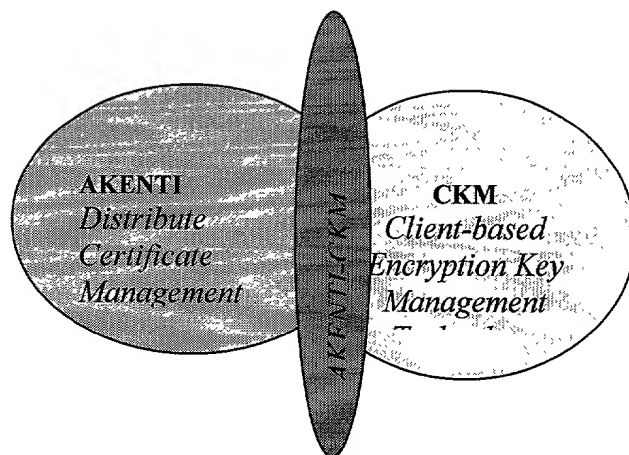 AKENTI
Distribute
Certificate
Management
AKENTI-CKM
CKM
Client-based
Encryption Key
Management